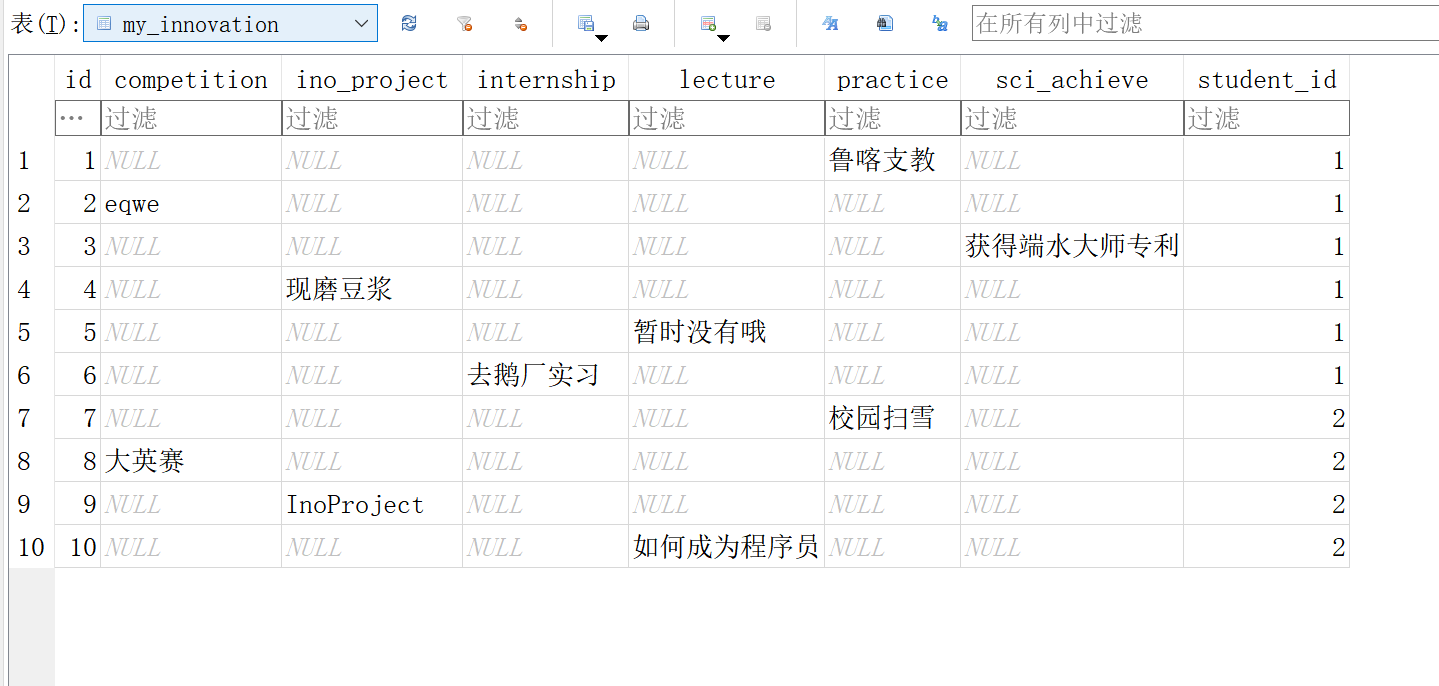 表(T): my_innovation 在所有列中过滤
id competition ino_project internship lecture practice sci_achieve student_id
... 过滤 过滤 过滤 过滤 过滤 过滤 过滤
1 1 NULL NULL NULL NULL 鲁喀支教 NULL 1
2 2 eqwe NULL NULL NULL NULL NULL 1
3 3 NULL NULL NULL NULL NULL 获得端水大师专利 1
4 4 NULL 现磨豆浆 NULL NULL NULL NULL 1
5 5 NULL NULL NULL 暂时没有哦 NULL NULL 1
6 6 NULL NULL 去鹅厂实习 NULL NULL NULL 1
7 7 NULL NULL NULL NULL 校园扫雪 NULL 2
8 8 大英赛 NULL NULL NULL NULL NULL 2
9 9 NULL InoProject NULL NULL NULL NULL 2
10 10 NULL NULL NULL 如何成为程序员 NULL NULL 2